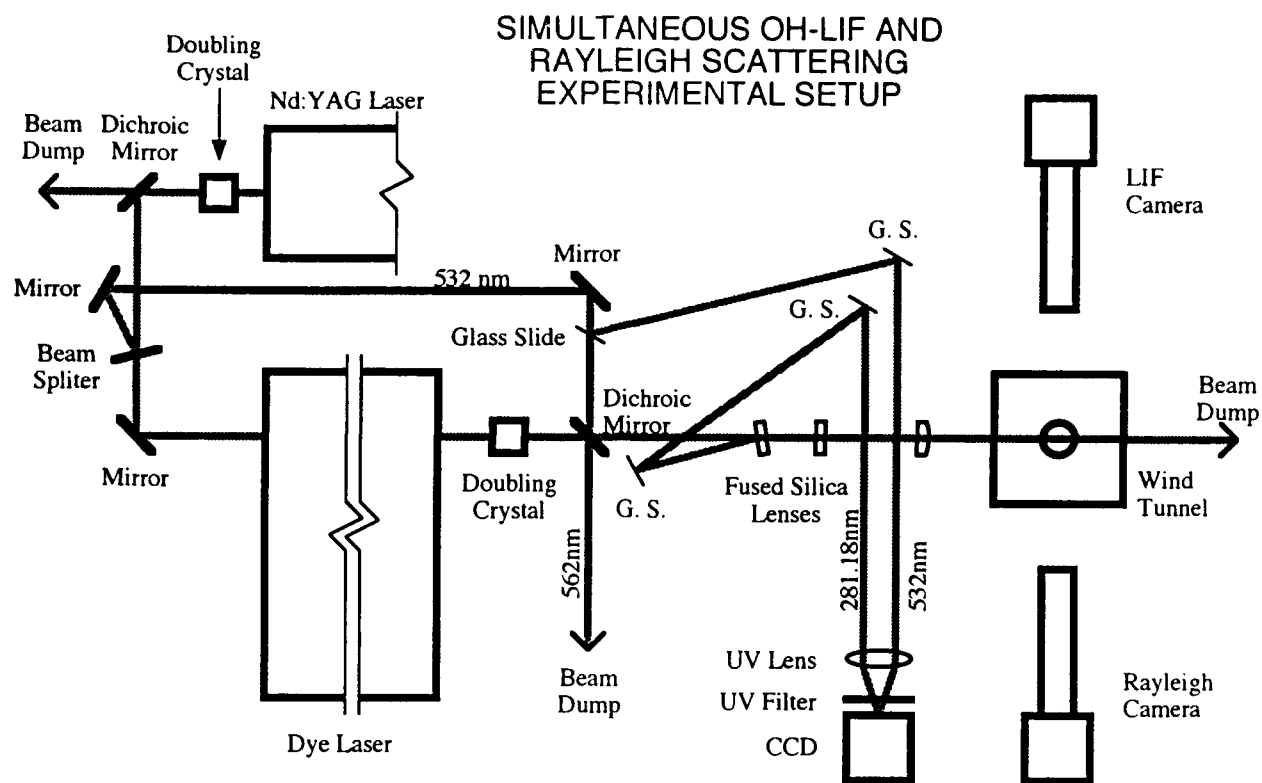 SIMULTANEOUS OH-LIF AND
RAYLEIGH SCATTERING
EXPERIMENTAL SETUP
Doubling
Crystal
Nd:YAG Laser
Beam
Dump
Dichroic
Mirror
LIF
Camera
G. S.
Mirror
532 nm
Mirror
G. S.
Glass Slide
Beam
Spliter
Dichroic
Mirror
Beam
Dump
Mirror
Doubling
Crystal
G. S.
Fused Silica
Lenses
Wind
Tunnel
562nm
281.18nm
532nm
Beam
Dump
UV Lens
UV Filter
CCD
Rayleigh
Camera
Dye Laser